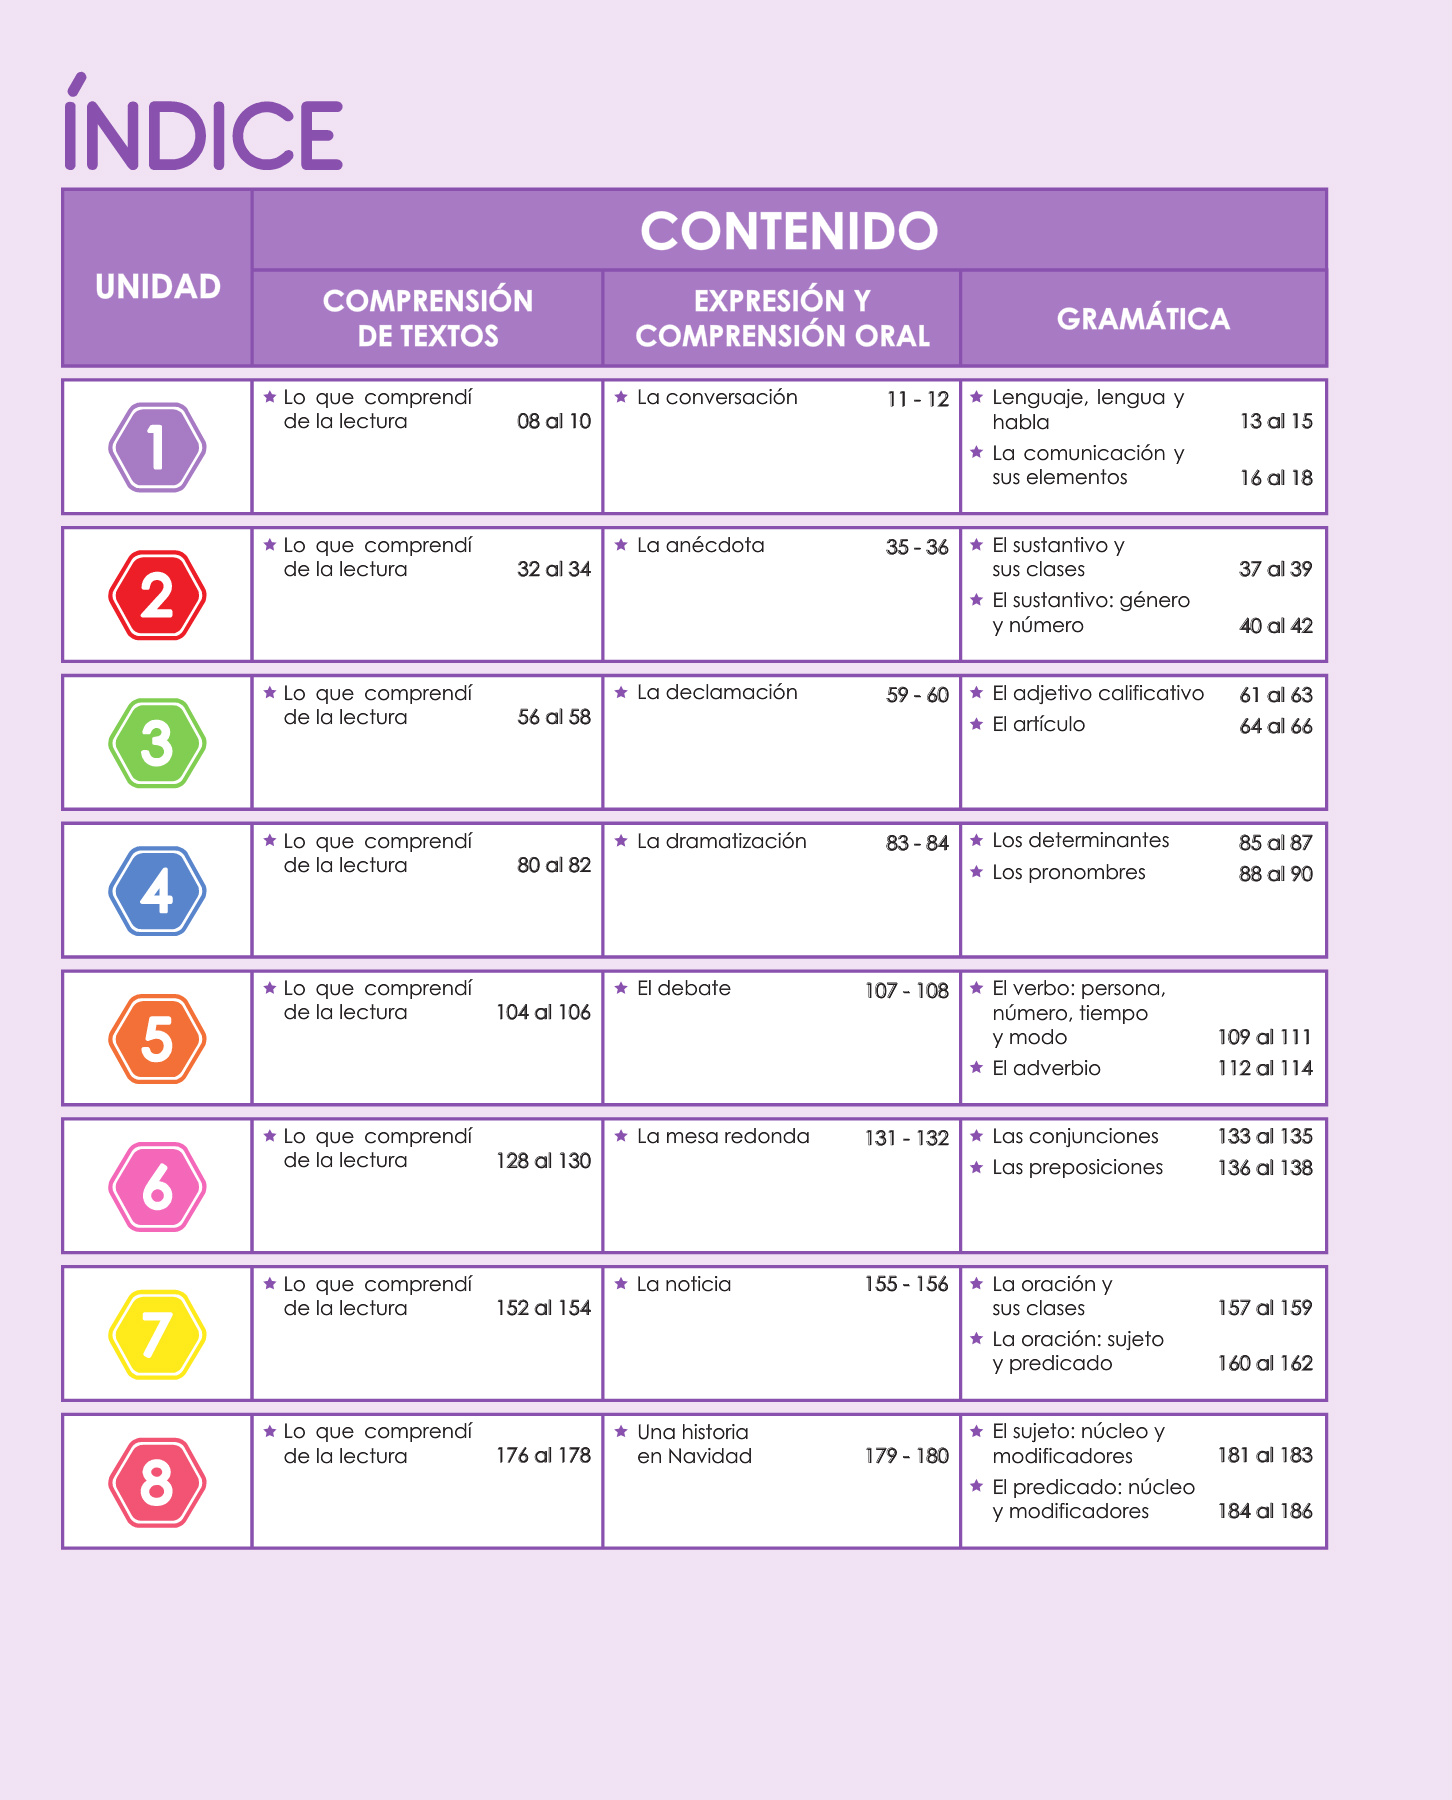 ÍNDICE
UNIDAD
CONTENIDO
COMPRENSIÓN
DE TEXTOS
EXPRESIÓN Y
COMPRENSIÓN ORAL
GRAMÁTICA
1
Lo que comprendí
de la lectura 08 al 10
La conversación 11 - 12
Lenguaje, lengua y
habla 13 al 15
La comunicación y
sus elementos 16 al 18
2
Lo que comprendí
de la lectura 32 al 34
La anécdota 35 - 36
El sustantivo y
sus clases 37 al 39
El sustantivo: género
y número 40 al 42
3
Lo que comprendí
de la lectura 56 al 58
La declamación 59 - 60
El adjetivo calificativo 61 al 63
El artículo 64 al 66
4
Lo que comprendí
de la lectura 80 al 82
La dramatización 83 - 84
Los determinantes 85 al 87
Los pronombres 88 al 90
5
Lo que comprendí
de la lectura 104 al 106
El debate 107 - 108
El verbo: persona,
número, tiempo
y modo 109 al 111
El adverbio 112 al 114
6
Lo que comprendí
de la lectura 128 al 130
La mesa redonda 131 - 132
Las conjunciones 133 al 135
Las preposiciones 136 al 138
7
Lo que comprendí
de la lectura 152 al 154
La noticia 155 - 156
La oración y
sus clases 157 al 159
La oración: sujeto
y predicado 160 al 162
8
Lo que comprendí
de la lectura 176 al 178
Una historia
en Navidad 179 - 180
El sujeto: núcleo y
modificadores 181 al 183
El predicado: núcleo
y modificadores 184 al 186